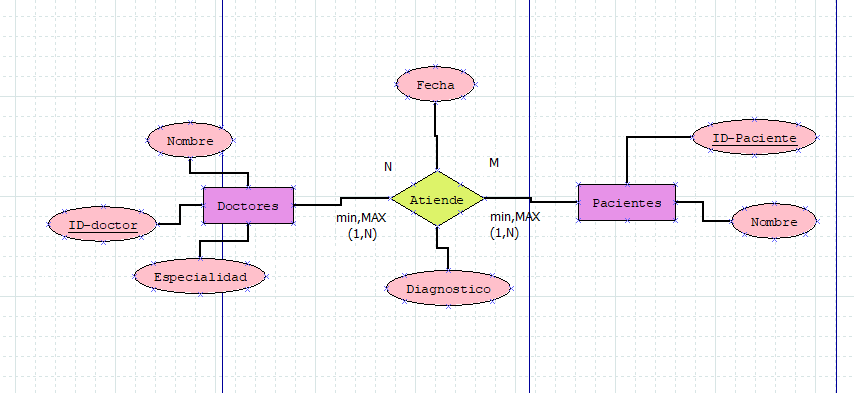 Fecha
Nombre
ID-Paciente
N
M
Doctores
Atiende
Pacientes
ID-doctor
min,MAX
(1,N)
min,MAX
(1,N)
Nombre
Especialidad
Diagnostico